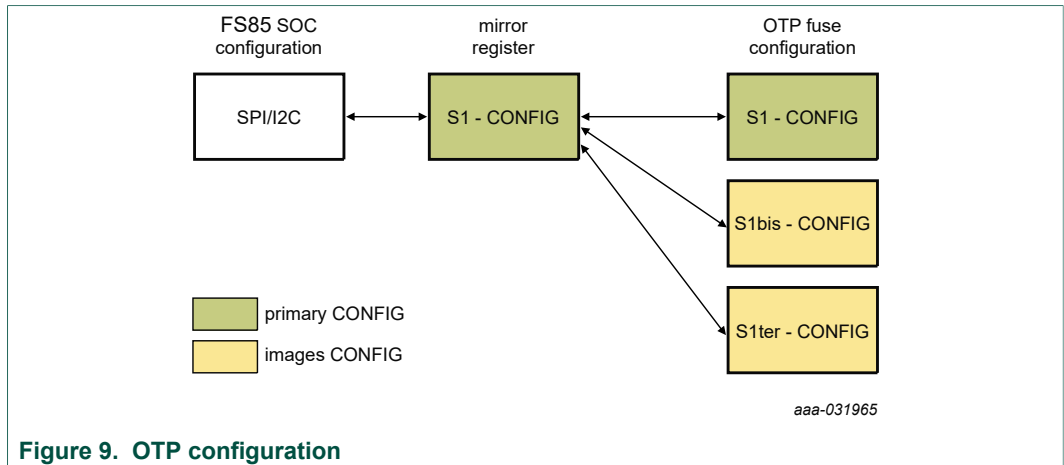 FS85 SOC
configuration
mirror
register
OTP fuse
configuration
SPI/I2C
S1 - CONFIG
S1 - CONFIG
S1bis - CONFIG
S1ter - CONFIG
primary CONFIG
images CONFIG
aaa-031965
Figure 9. OTP configuration